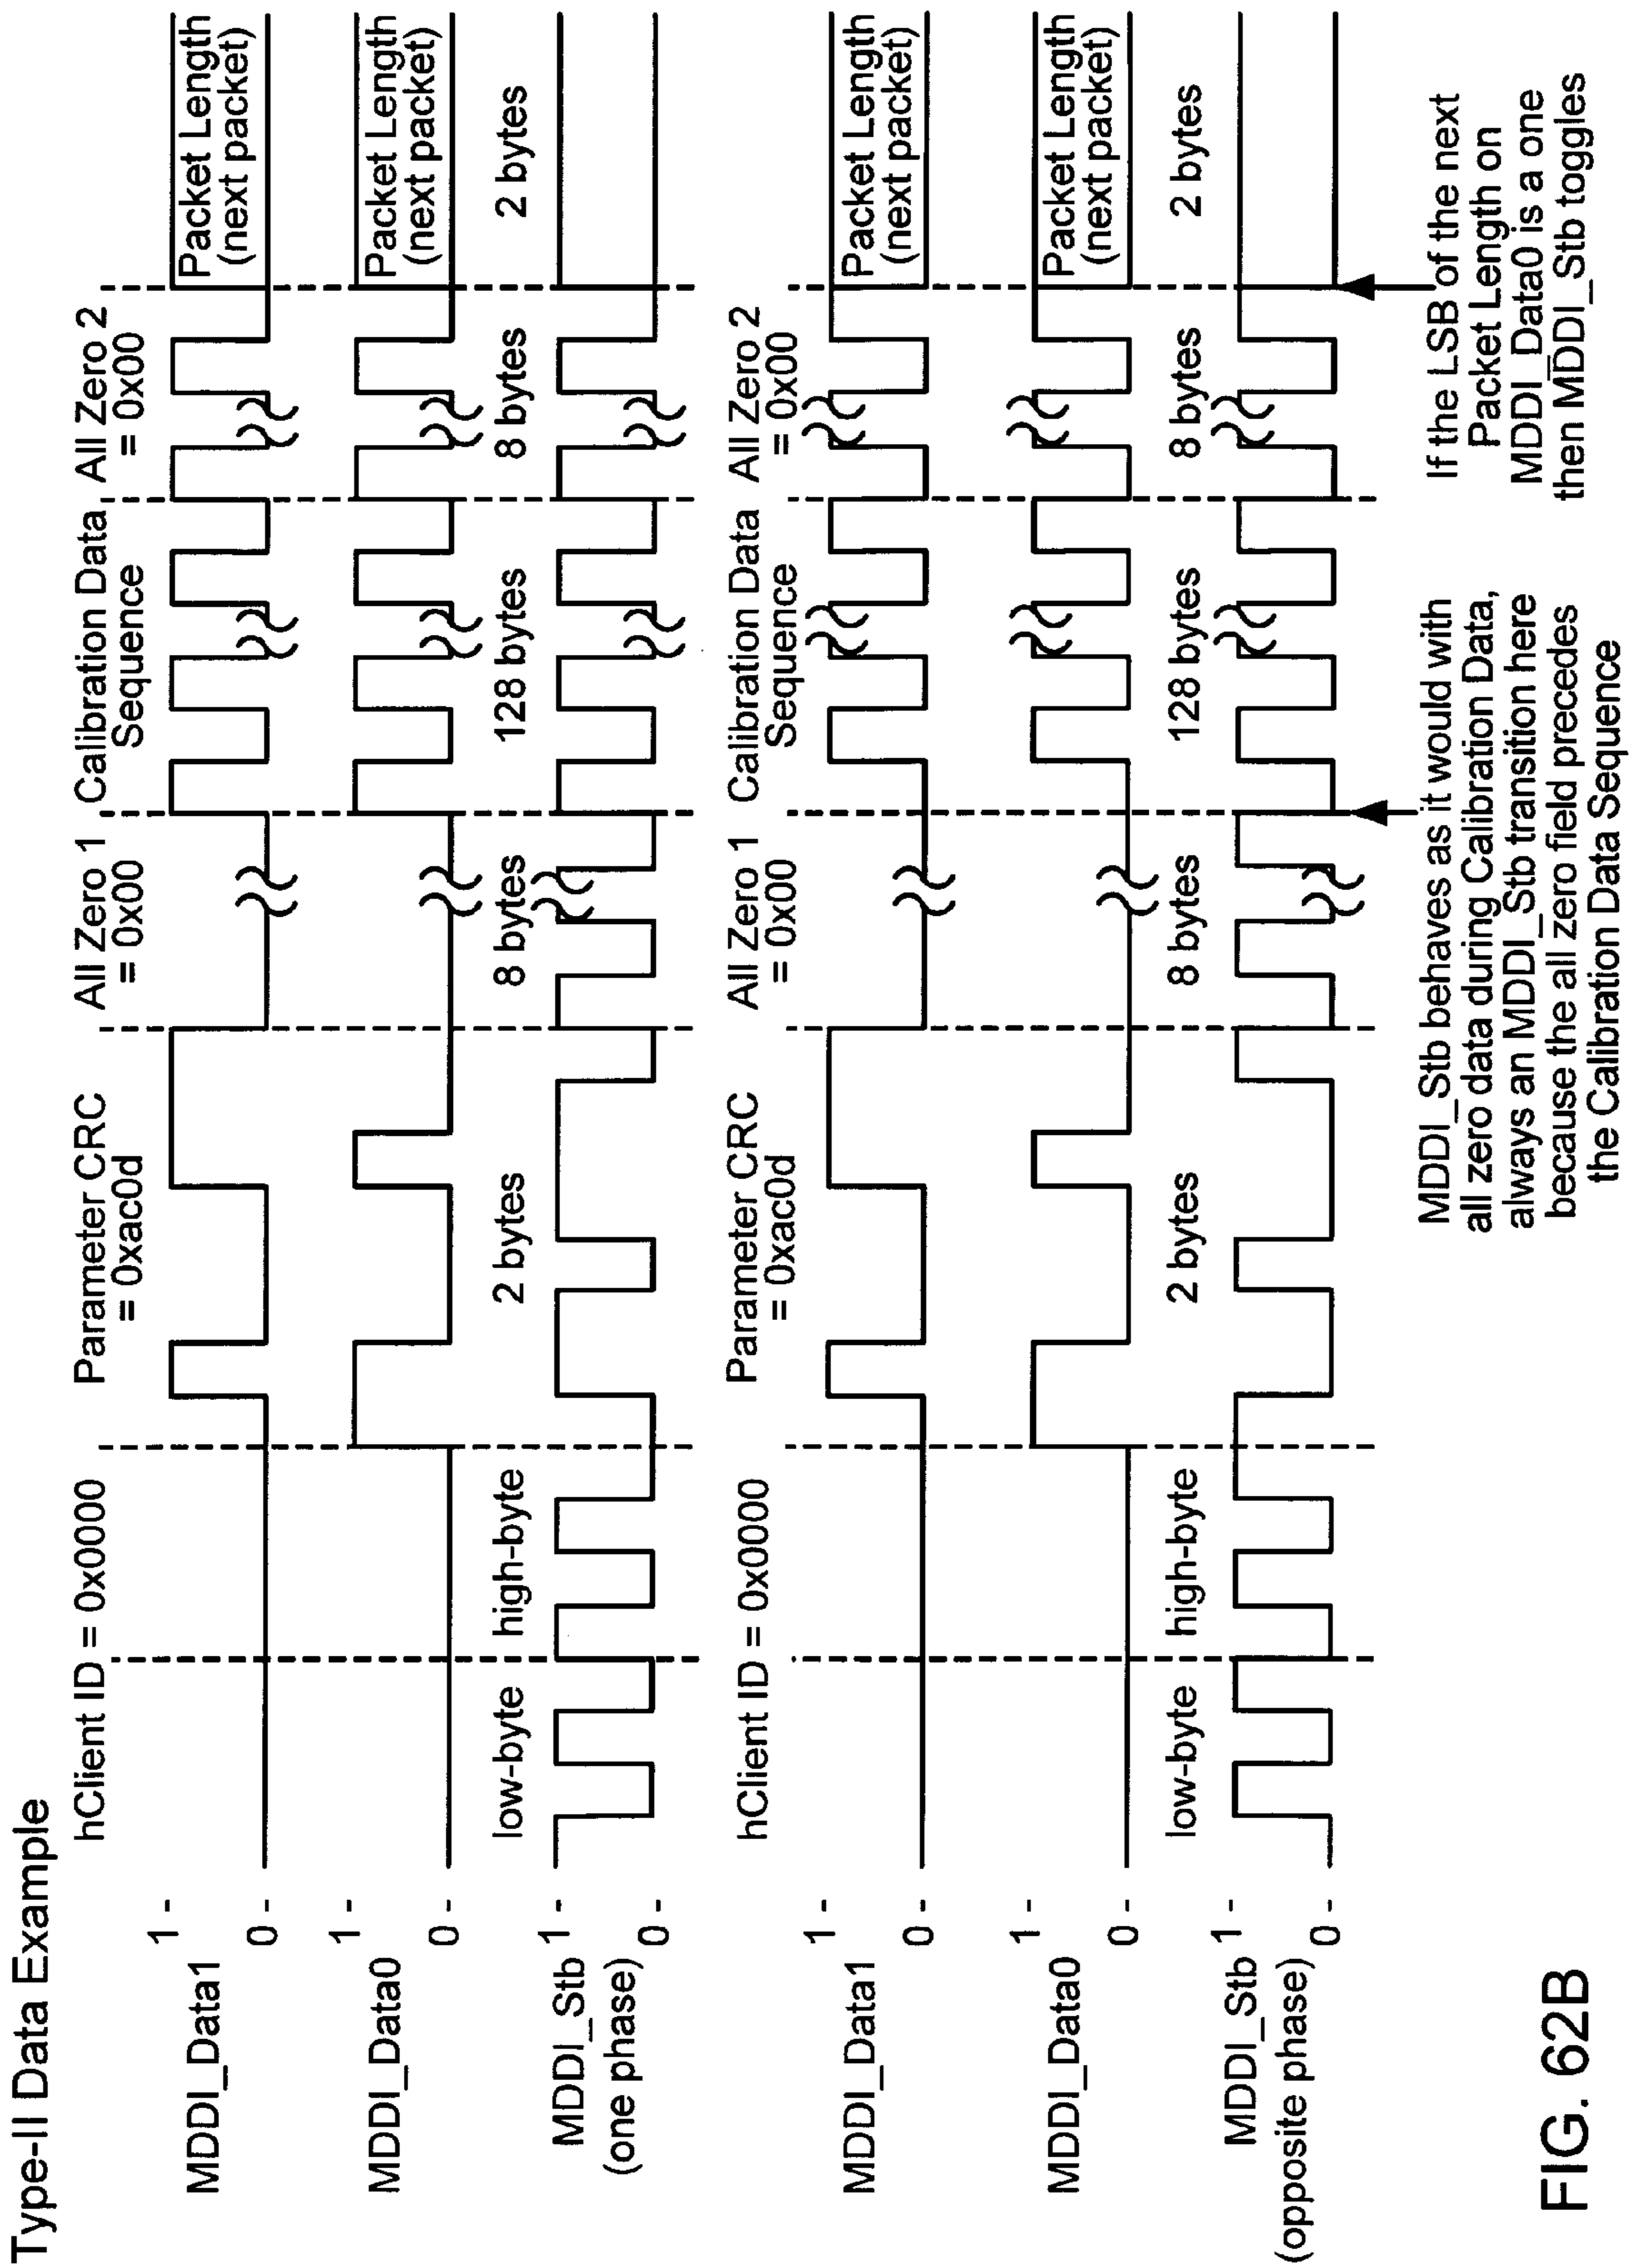 Type-II Data Example
hClient ID = 0x0000
Parameter CRC
= 0xac0d
All Zero 1
= 0x00
Calibration Data
Sequence
All Zero 2
= 0x00
MDDI_Data1
1
0
Packet Length
(next packet)
MDDI_Data0
1
0
Packet Length
(next packet)
low-byte
high-byte
2 bytes
8 bytes
128 bytes
8 bytes
2 bytes
MDDI_Stb
(one phase)
1
0
hClient ID = 0x0000
Parameter CRC
= 0xac0d
All Zero 1
= 0x00
Calibration Data
Sequence
All Zero 2
= 0x00
MDDI_Data1
1
0
Packet Length
(next packet)
MDDI_Data0
1
0
Packet Length
(next packet)
low-byte
high-byte
2 bytes
8 bytes
128 bytes
8 bytes
2 bytes
MDDI_Stb
(opposite phase)
1
0
MDDI_Stb behaves as it would with
all zero data during Calibration Data,
always an MDDI_Stb transition here
because the all zero field precedes
the Calibration Data Sequence
If the LSB of the next
Packet Length on
MDDI_Data0 is a one
then MDDI_Stb toggles
FIG. 62B